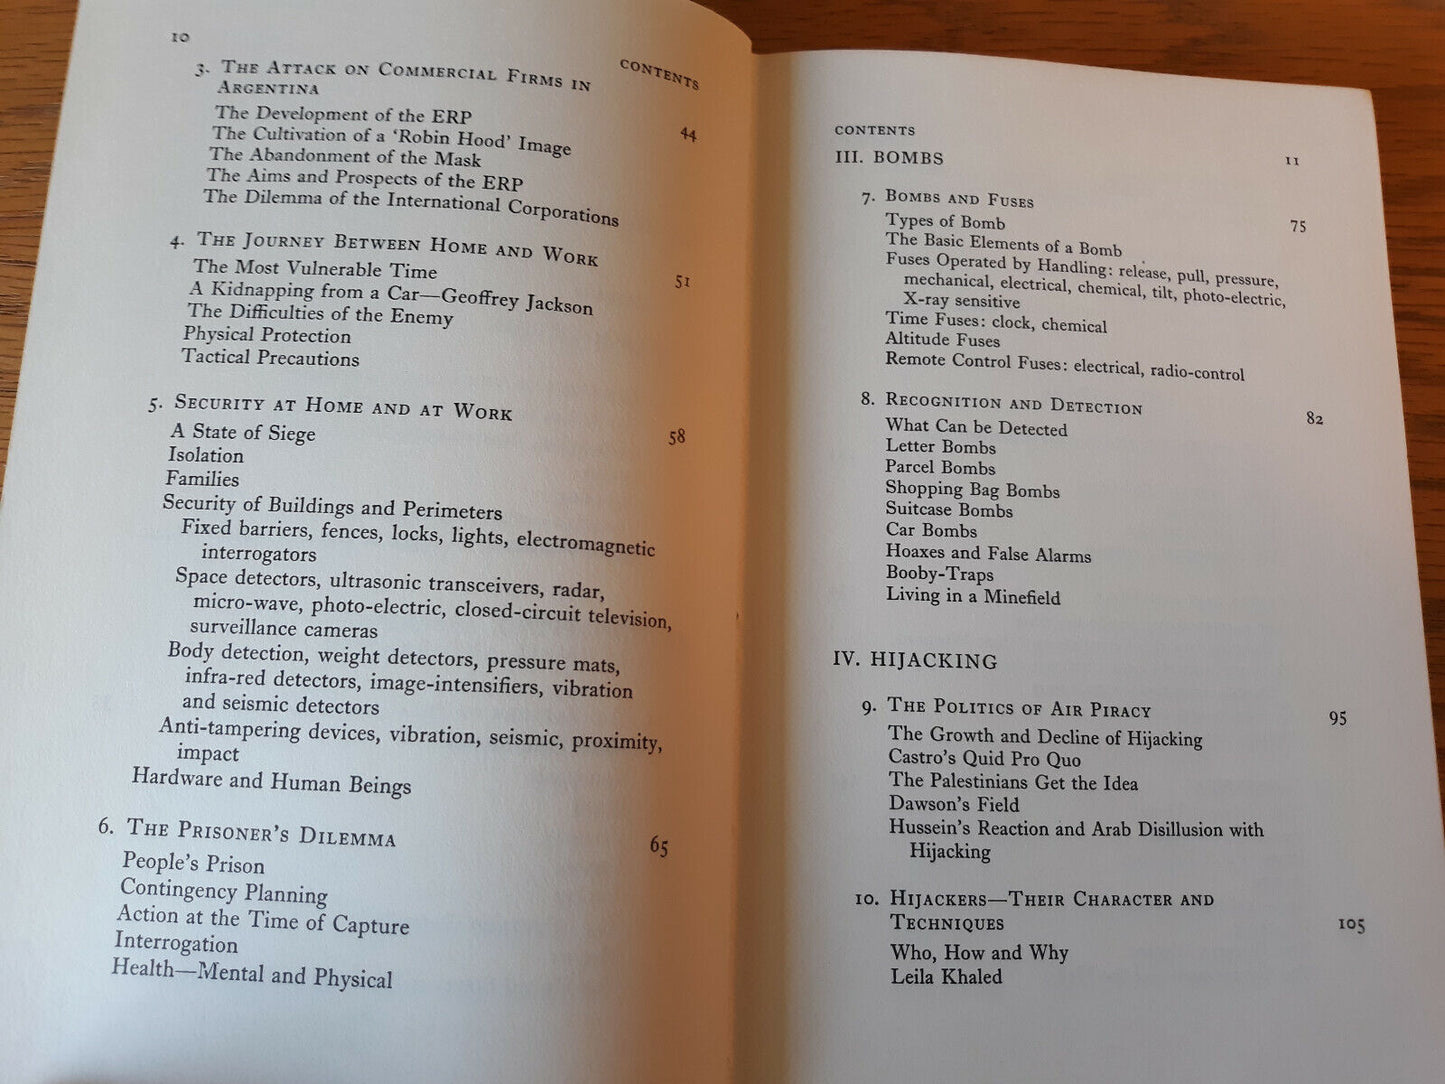 10
CONTENTS
3. The Attack on Commercial Firms in
Argentina 44
The Development of the ERP
The Cultivation of a ‘Robin Hood’ Image
The Abandonment of the Mask
The Aims and Prospects of the ERP
The Dilemma of the International Corporations
4. The Journey Between Home and Work 51
The Most Vulnerable Time
A Kidnapping from a Car—Geoffrey Jackson
The Difficulties of the Enemy
Physical Protection
Tactical Precautions
5. Security at Home and at Work 58
A State of Siege
Isolation
Families
Security of Buildings and Perimeters
Fixed barriers, fences, locks, lights, electromagnetic
interrogators
Space detectors, ultrasonic transceivers, radar,
micro-wave, photo-electric, closed-circuit television,
surveillance cameras
Body detection, weight detectors, pressure mats,
infra-red detectors, image-intensifiers, vibration
and seismic detectors
Anti-tampering devices, vibration, seismic, proximity,
impact
Hardware and Human Beings
6. The Prisoner’s Dilemma 65
People’s Prison
Contingency Planning
Action at the Time of Capture
Interrogation
Health—Mental and Physical
CONTENTS 11
III. BOMBS
7. Bombs and Fuses 75
Types of Bomb
The Basic Elements of a Bomb
Fuses Operated by Handling: release, pull, pressure,
mechanical, electrical, chemical, tilt, photo-electric,
X-ray sensitive
Time Fuses: clock, chemical
Altitude Fuses
Remote Control Fuses: electrical, radio-control
8. Recognition and Detection 82
What Can be Detected
Letter Bombs
Parcel Bombs
Shopping Bag Bombs
Suitcase Bombs
Car Bombs
Hoaxes and False Alarms
Booby-Traps
Living in a Minefield
IV. HIJACKING
9. The Politics of Air Piracy 95
The Growth and Decline of Hijacking
Castro’s Quid Pro Quo
The Palestinians Get the Idea
Dawson’s Field
Hussein’s Reaction and Arab Disillusion with
Hijacking
10. Hijackers—Their Character and
Techniques 105
Who, How and Why
Leila Khaled